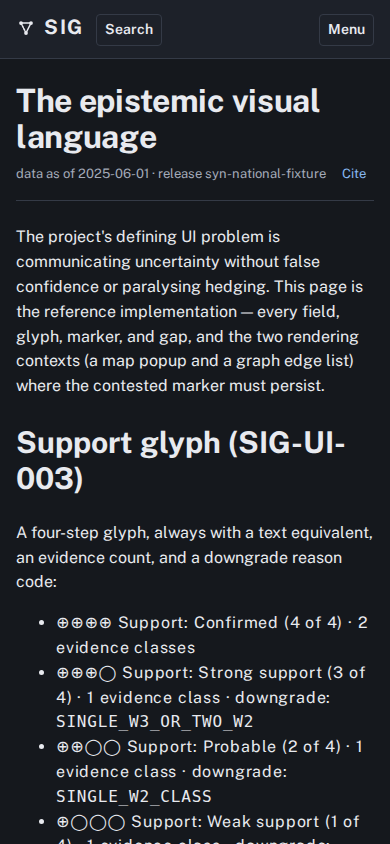 SIG
Search
Menu
The epistemic visual
language
data as of 2025-06-01 · release syn-national-fixture
Cite
The project's defining UI problem is
communicating uncertainty without false
confidence or paralysing hedging. This page is
the reference implementation — every field,
glyph, marker, and gap, and the two rendering
contexts (a map popup and a graph edge list)
where the contested marker must persist.
Support glyph (SIG-UI-
003)
A four-step glyph, always with a text equivalent,
an evidence count, and a downgrade reason
code:
• ⊕⊕⊕⊕ Support: Confirmed (4 of 4) · 2
evidence classes
• ⊕⊕⊕◯ Support: Strong support (3 of
4) · 1 evidence class · downgrade:
SINGLE_W3_OR_TWO_W2
• ⊕⊕◯◯ Support: Probable (2 of 4) · 1
evidence class · downgrade:
SINGLE_W2_CLASS
• ⊕◯◯◯ Support: Weak support (1 of
4) · 1 evidence class · downgrade: